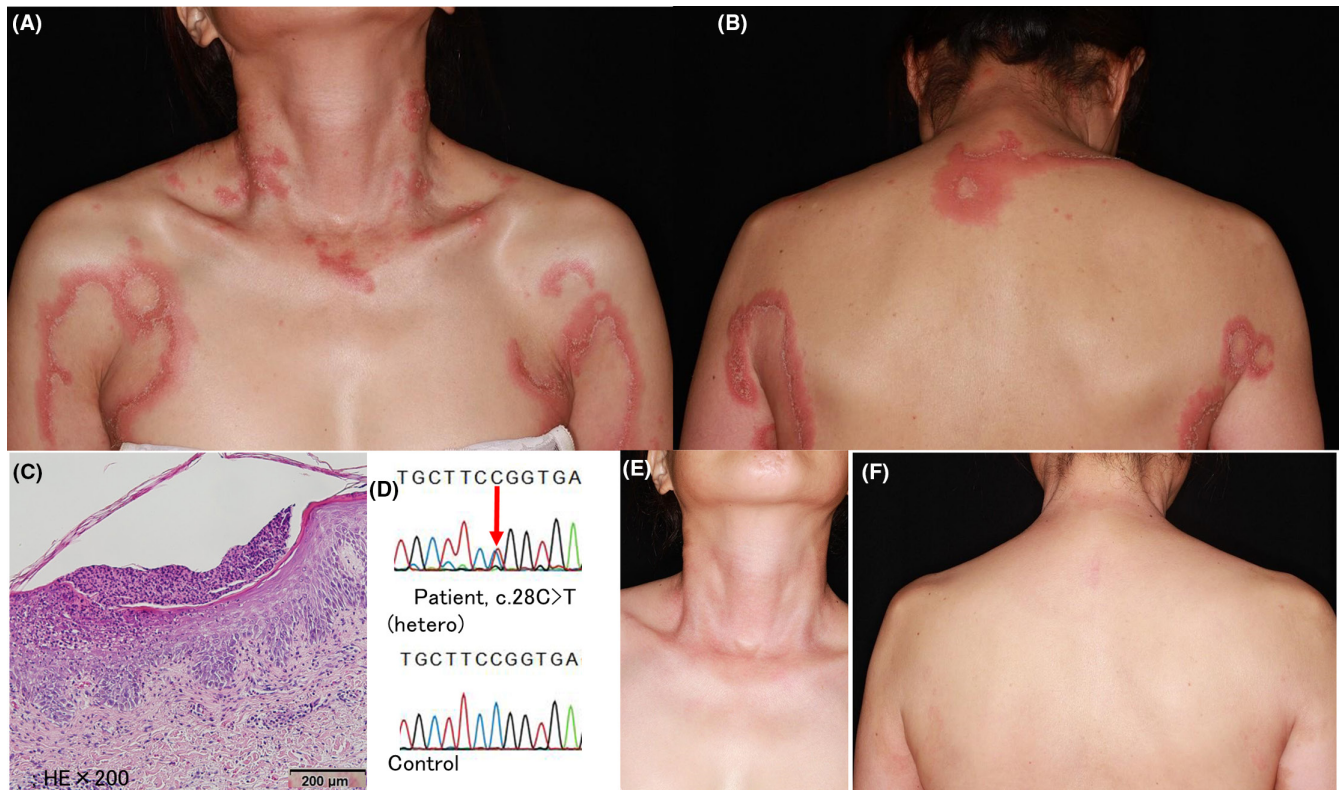 (A)
(B)
(C)
HE×200
200 µm
(D)
TGCTTCCGGTGA
Patient, c.28C>T
(hetero)
TGCTTCCGGTGA
Control
(E)
(F)